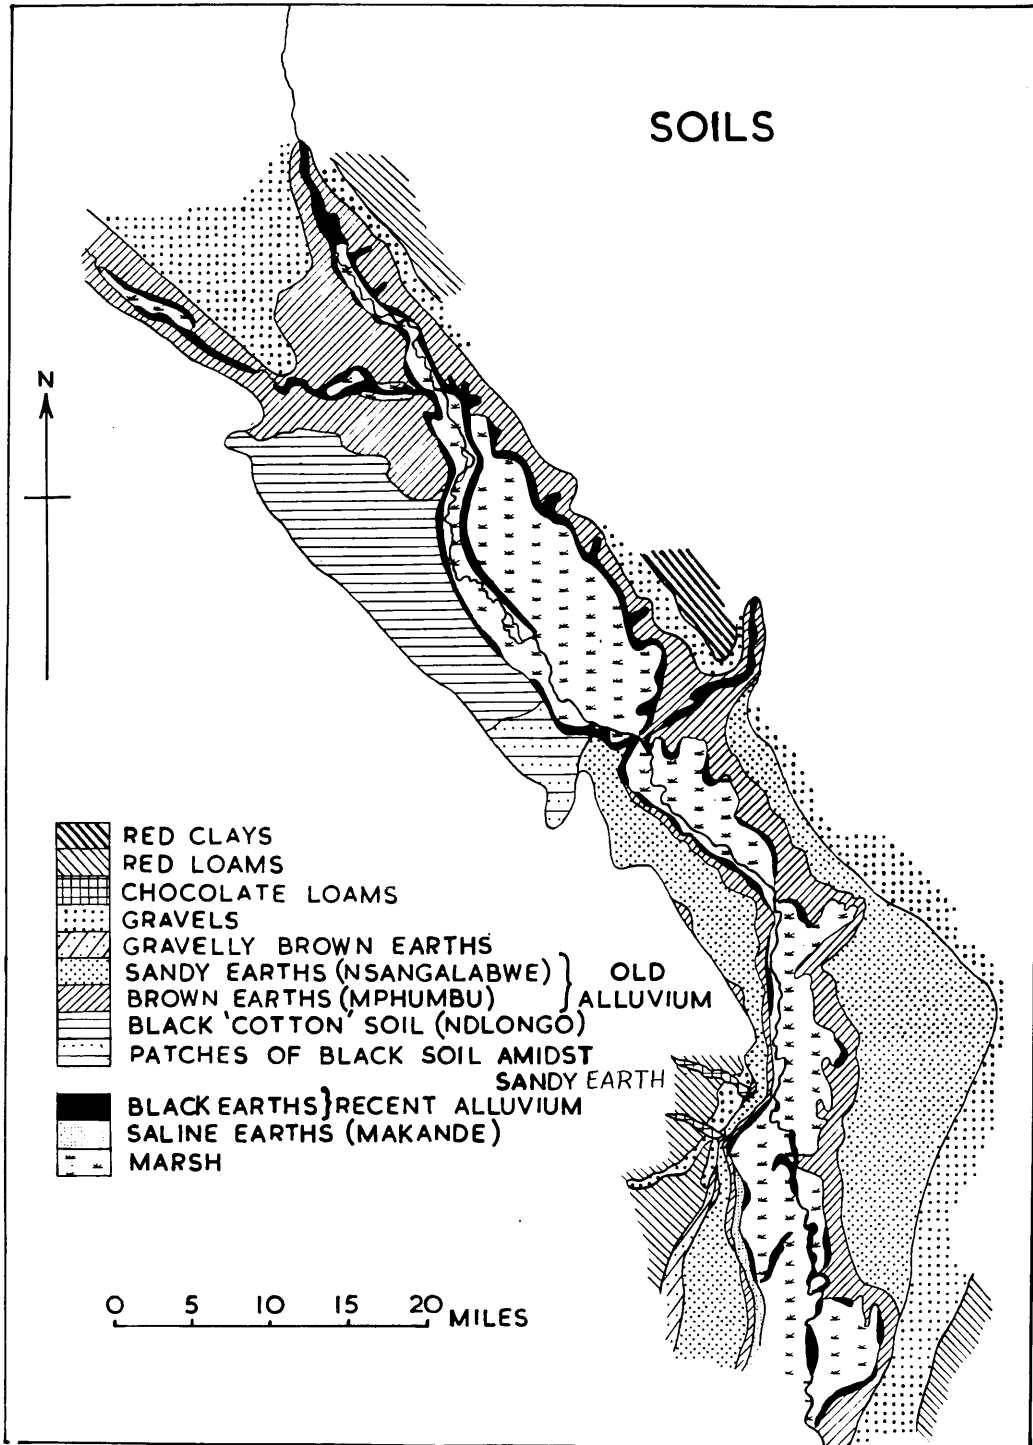 SOILS
N
RED CLAYS
RED LOAMS
CHOCOLATE LOAMS
GRAVELS
GRAVELLY BROWN EARTHS
SANDY EARTHS (NSANGALABWE) } OLD
BROWN EARTHS (MPHUMBU) } ALLUVIUM
BLACK 'COTTON' SOIL (NDLONGO)
PATCHES OF BLACK SOIL AMIDST
SANDY EARTH
BLACK EARTHS } RECENT ALLUVIUM
SALINE EARTHS (MAKANDE)
MARSH
0 5 10 15 20 MILES